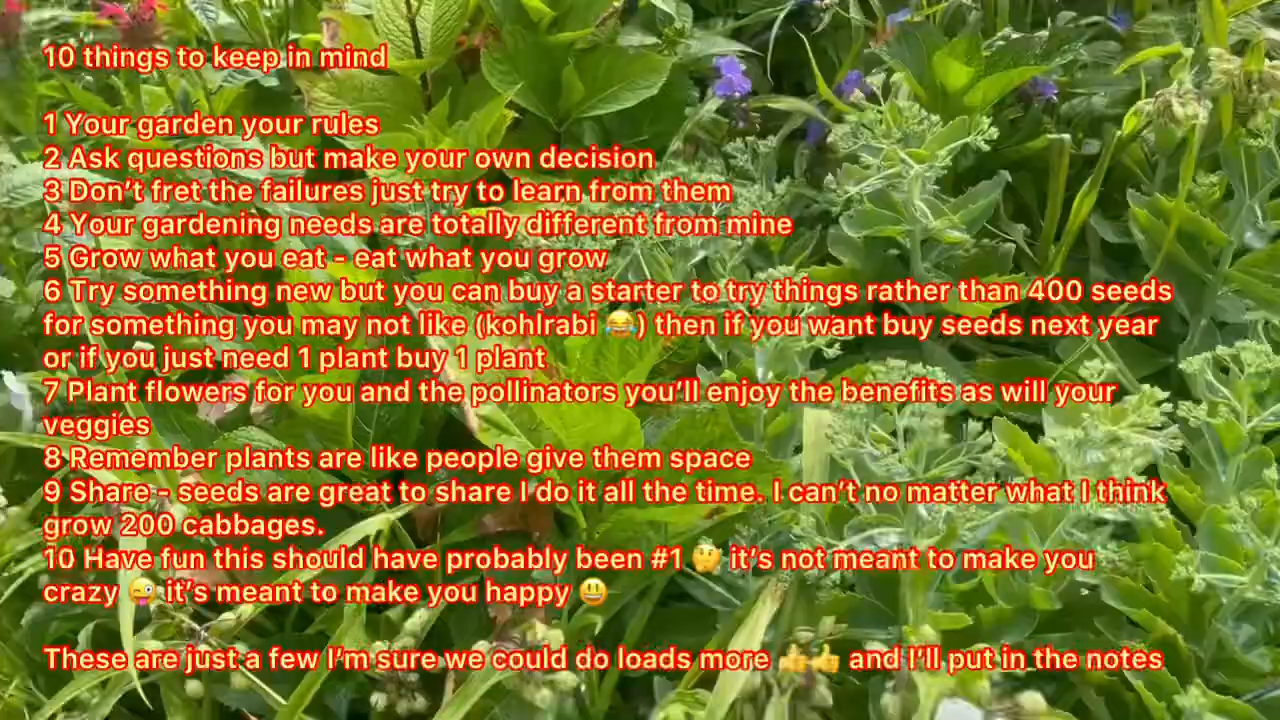 10 things to keep in mind
1 Your garden your rules
2 Ask questions but make your own decision
3 Don’t fret the failures just try to learn from them
4 Your gardening needs are totally different from mine
5 Grow what you eat - eat what you grow
6 Try something new but you can buy a starter to try things rather than 400 seeds
for something you may not like (kohlrabi 😂) then if you want buy seeds next year
or if you just need 1 plant buy 1 plant
7 Plant flowers for you and the pollinators you’ll enjoy the benefits as will your
veggies
8 Remember plants are like people give them space
9 Share - seeds are great to share I do it all the time. I can’t no matter what I think
grow 200 cabbages.
10 Have fun this should have probably been #1 🤔 it’s not meant to make you
crazy 😜 it’s meant to make you happy 😃
These are just a few I’m sure we could do loads more 👍👍 and I’ll put in the notes